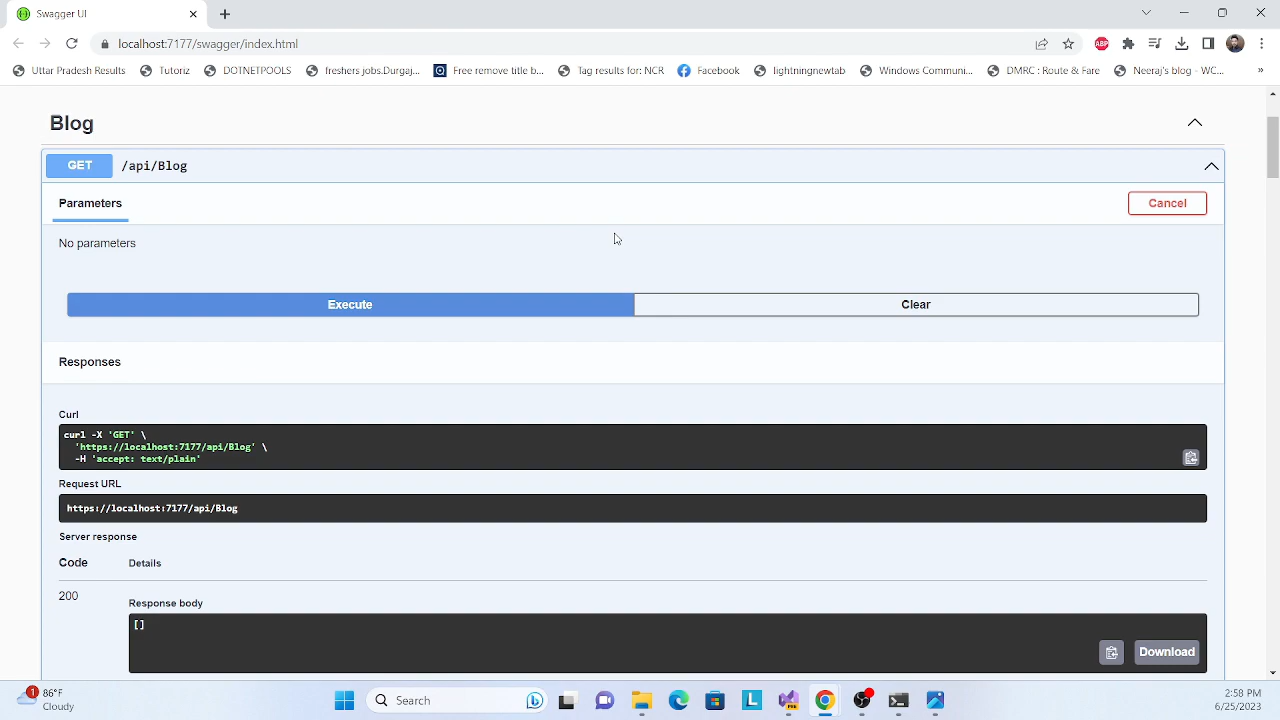 Swagger UI
localhost:7177/swagger/index.html
ABP
Uttar Pradesh Results
Tutoriz
DOTNETPOOLS
freshers jobs.Durgaj...
Free remove title b...
Tag results for: NCR
Facebook
lightningnewtab
Windows Communi...
DMRC : Route & Fare
Neeraj's blog - WC...
»
Blog
GET /api/Blog
Parameters
Cancel
No parameters
Execute
Clear
Responses
Curl
curl -X 'GET' \
'https://localhost:7177/api/Blog' \
-H 'accept: text/plain'
Request URL
https://localhost:7177/api/Blog
Server response
Code Details
200
Response body
[]
Download
1
86°F
Cloudy
Search
L
2:58 PM
6/25/2023